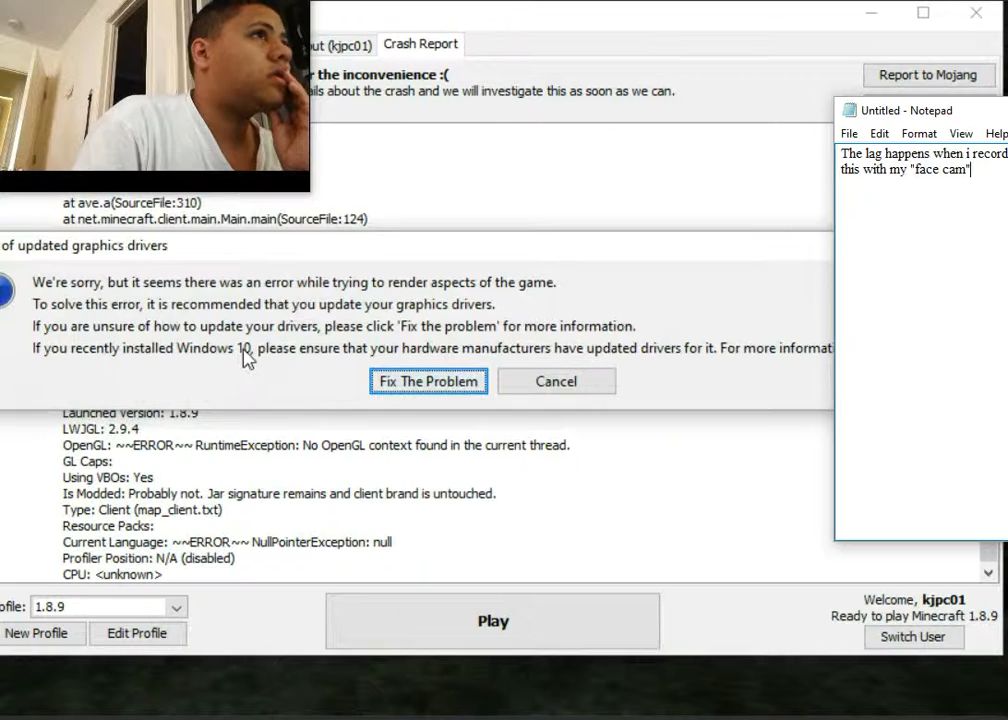 ut (kjpc01) Crash Report
r the inconvenience :(
ails about the crash and we will investigate this as soon as we can.
Report to Mojang
Untitled - Notepad
File Edit Format View Help
The lag happens when i record
this with my "face cam"
at ave.a(SourceFile:310)
at net.minecraft.client.main.Main.main(SourceFile:124)
of updated graphics drivers
We're sorry, but it seems there was an error while trying to render aspects of the game.
To solve this error, it is recommended that you update your graphics drivers.
If you are unsure of how to update your drivers, please click 'Fix the problem' for more information.
If you recently installed Windows 10, please ensure that your hardware manufacturers have updated drivers for it. For more informati
Fix The Problem Cancel
Launched Version: 1.8.9
LWJGL: 2.9.4
OpenGL: ~~ERROR~~ RuntimeException: No OpenGL context found in the current thread.
GL Caps:
Using VBOs: Yes
Is Modded: Probably not. Jar signature remains and client brand is untouched.
Type: Client (map_client.txt)
Resource Packs:
Current Language: ~~ERROR~~ NullPointerException: null
Profiler Position: N/A (disabled)
CPU: <unknown>
ofile: 1.8.9
New Profile Edit Profile
Play
Welcome, kjpc01
Ready to play Minecraft 1.8.9
Switch User